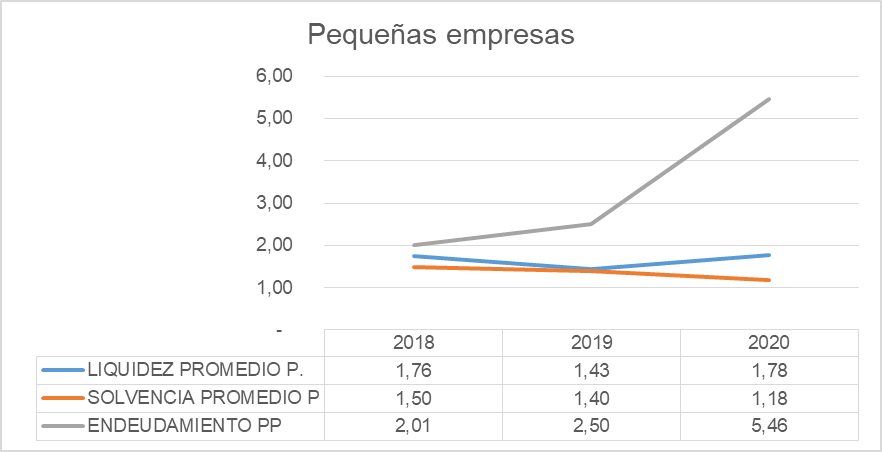 Pequeñas empresas
6,00
5,00
4,00
3,00
2,00
1,00
-
2018 2019 2020
LIQUIDEZ PROMEDIO P. 1,76 1,43 1,78
SOLVENCIA PROMEDIO P 1,50 1,40 1,18
ENDEUDAMIENTO PP 2,01 2,50 5,46